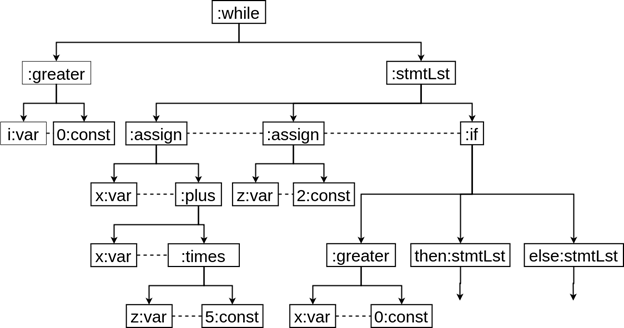 :while
:greater :stmtLst
i:var 0:const :assign :assign :if
x:var :plus z:var 2:const
x:var :times :greater then:stmtLst else:stmtLst
z:var 5:const x:var 0:const